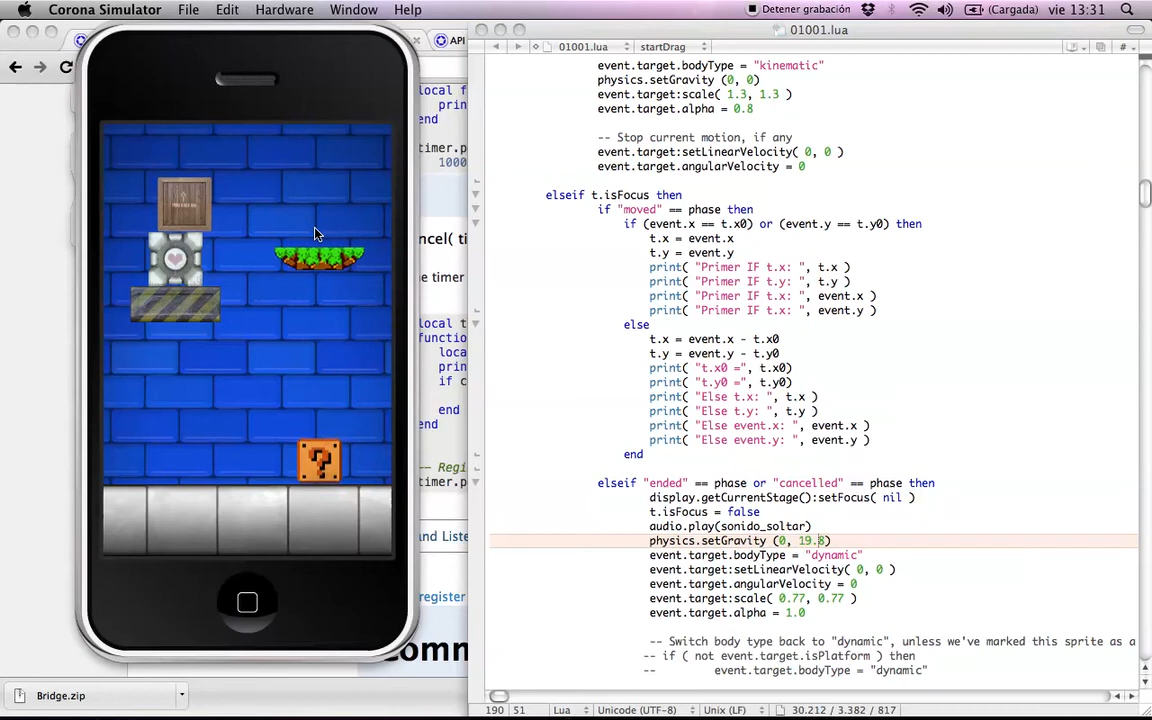 Corona Simulator File Hardware Window Help
Detener grabación (Cargada) vie 13:31
01001.lua
API
01001.lua startDrag #
event.target.bodyType = "kinematic"
physics.setGravity (0, 0)
event.target:scale( 1.3, 1.3 )
event.target.alpha = 0.8
-- Stop current motion, if any
event.target:setLinearVelocity( 0, 0 )
event.target.angularVelocity = 0
elseif t.isFocus then
if "moved" == phase then
if (event.x == t.x0) or (event.y == t.y0) then
t.x = event.x
t.y = event.y
print( "Primer IF t.x: ", t.x )
print( "Primer IF t.y: ", t.y )
print( "Primer IF t.x: ", event.x )
print( "Primer IF t.y: ", event.y )
else
t.x = event.x - t.x0
t.y = event.y - t.y0
print( "t.x0 =", t.x0)
print( "t.y0 =", t.y0)
print( "Else t.x: ", t.x )
print( "Else t.y: ", t.y )
print( "Else event.x: ", event.x )
print( "Else event.y: ", event.y )
end
elseif "ended" == phase or "cancelled" == phase then
display.getCurrentStage():setFocus( nil )
t.isFocus = false
audio.play(sonido_soltar)
physics.setGravity (0, 19.8)
event.target.bodyType = "dynamic"
event.target:setLinearVelocity( 0, 0 )
event.target.angularVelocity = 0
event.target:scale( 0.77, 0.77 )
event.target.alpha = 1.0
-- Switch body type back to "dynamic", unless we've marked this sprite as a
-- if ( not event.target.isPlatform ) then
-- event.target.bodyType = "dynamic"
190 51 Lua Unicode (UTF-8) Unix (LF) 30.212 / 3.382 / 817
local f
prin
end
timer.p
1000
ncel( ti
he timer
local t
functio
loca
prin
if c
end
end
-- Regi
timer.p
and Liste
register
Comm
?
Bridge.zip